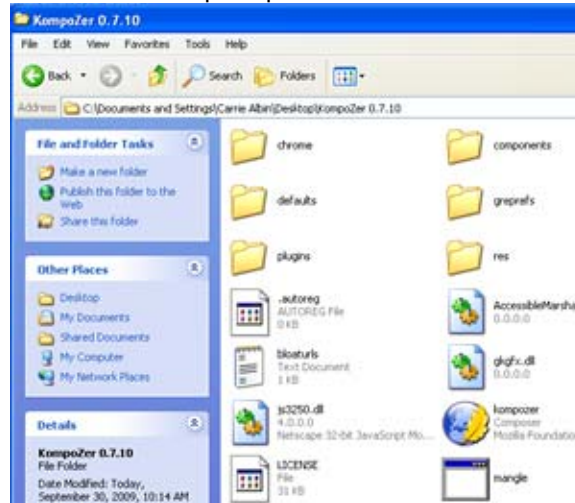 KompoZer 0.7.10
File Edit View Favorites Tools Help
Back Search Folders
Address C:\Documents and Settings\Carrie Albin\Desktop\KompoZer 0.7.10
File and Folder Tasks
Make a new folder
Publish this folder to the
Web
Share this folder
Other Places
Desktop
My Documents
Shared Documents
My Computer
My Network Places
Details
KompoZer 0.7.10
File Folder
Date Modified: Today,
September 30, 2009, 10:14 AM
chrome
components
defaults
greprefs
plugins
res
.autoreg
AUTOREG File
0 KB
AccessibleMarsha
0.0.0.0
bloaturls
Text Document
1 KB
gkgfx.dll
0.0.0.0
js3250.dll
4.0.0.0
Netscape 32-bit JavaScript Mo...
kompozer
Composer
Mozilla Foundatio
LICENSE
File
31 KB
mangle